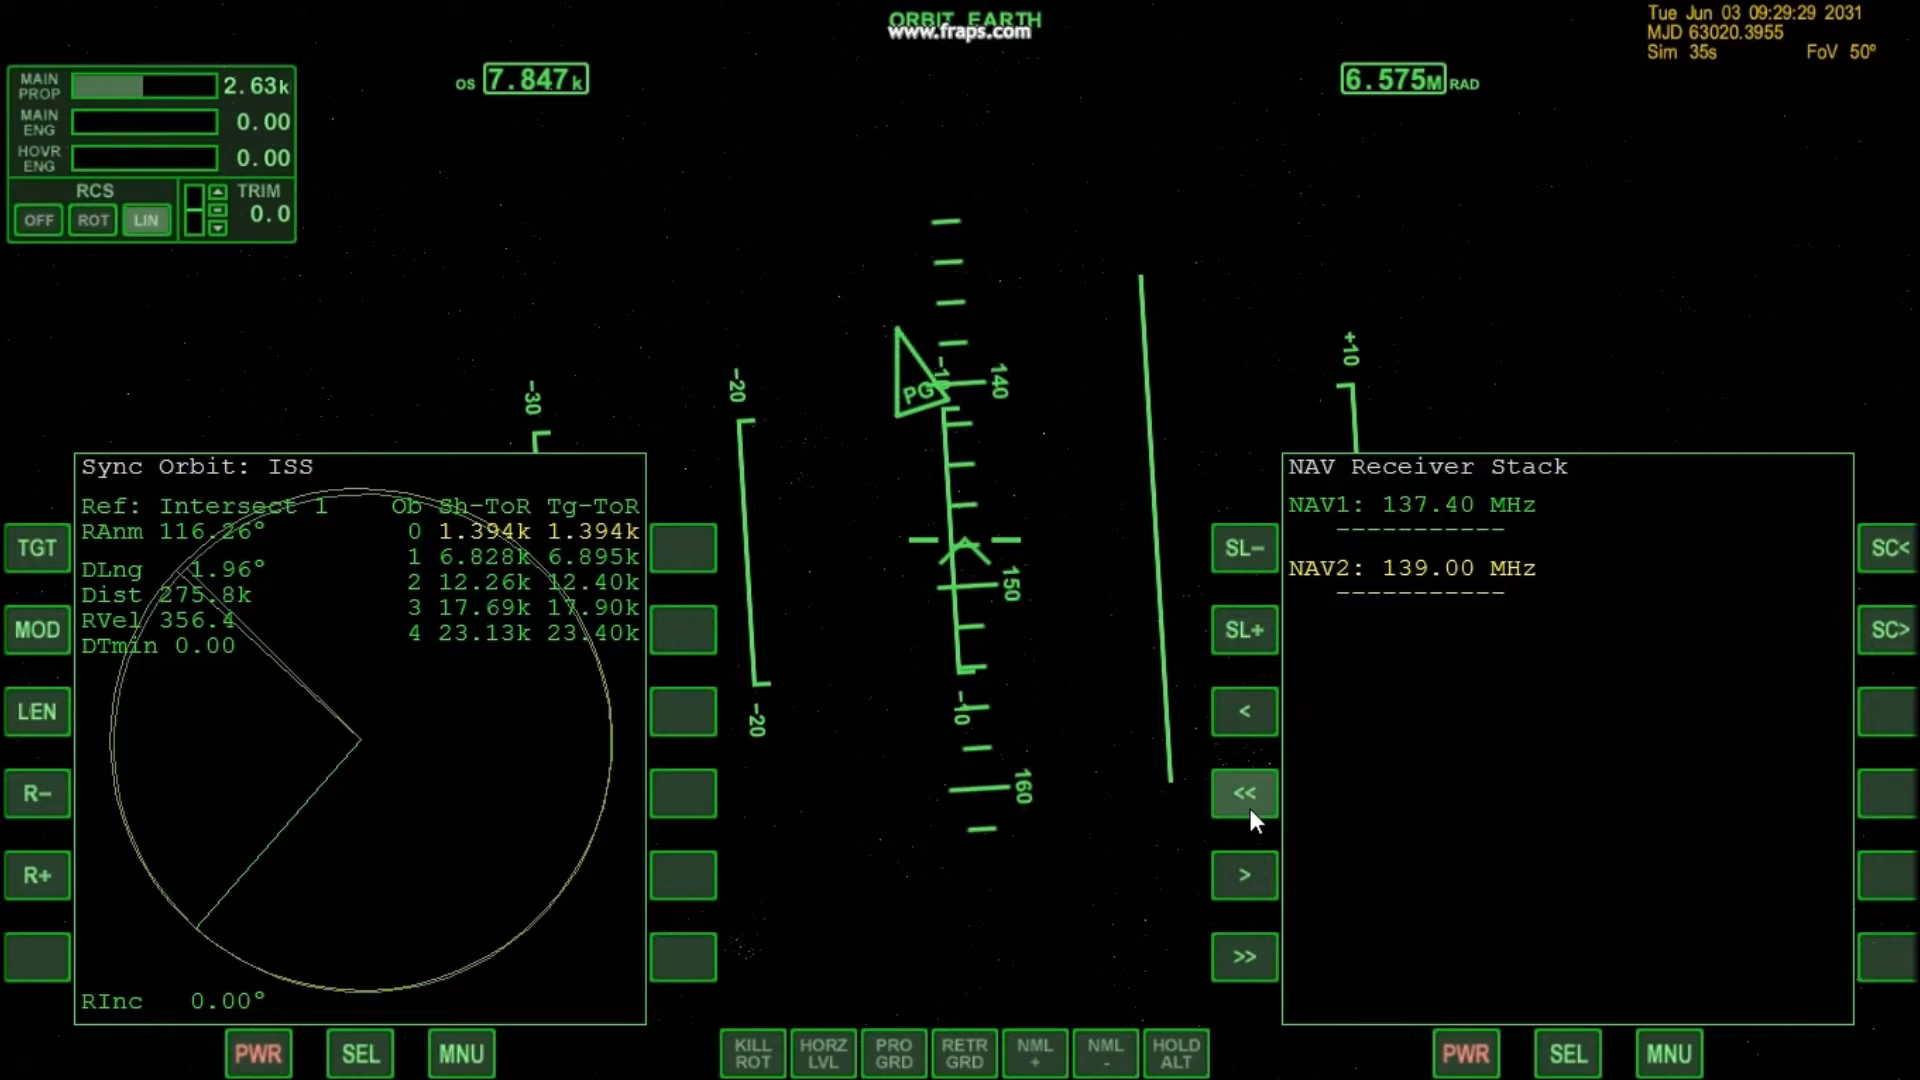 ORBIT EARTH
www.fraps.com
Tue Jun 03 09:29:29 2031
MJD 63020.3955
Sim 35s FoV 50°
MAIN PROP 2.63k
MAIN ENG 0.00
HOVR ENG 0.00
RCS
OFF ROT LIN
TRIM
0.0
OS 7.847k
6.575M RAD
-30
-20
-10
140
PG
+10
150
-20
-10
160
Sync Orbit: ISS
Ref: Intersect 1 Ob Sh-ToR Tg-ToR
RAnm 116.26° 0 1.394k 1.394k
1 6.828k 6.895k
DLng 1.96° 2 12.26k 12.40k
Dist 275.8k 3 17.69k 17.90k
RVel 356.4 4 23.13k 23.40k
DTmin 0.00
RInc 0.00°
TGT
MOD
LEN
R-
R+
PWR SEL MNU
NAV Receiver Stack
NAV1: 137.40 MHz
-----------
NAV2: 139.00 MHz
-----------
SL-
SL+
<
<<
>
>>
SC<
SC>
KILL ROT
HORZ LVL
PRO GRD
RETR GRD
NML +
NML -
HOLD ALT
PWR SEL MNU